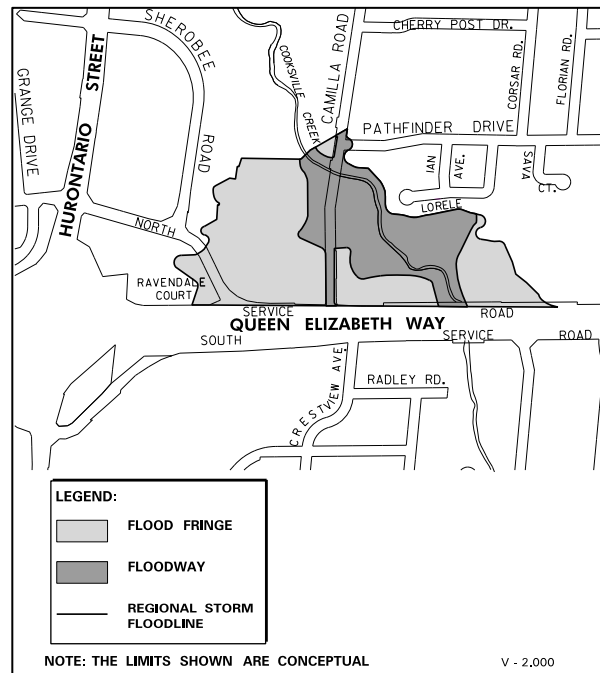 SHEROBEE
ROAD
GRANGE DRIVE
HURONTARIO STREET
COOKSVILLE CREEK
CAMILLA ROAD
CHERRY POST DR.
CORSAR RD.
FLORIAN RD.
PATHFINDER DRIVE
IAN AVE.
SAVA CT.
LORELE
NORTH
RAVENDALE
COURT
SERVICE
ROAD
QUEEN ELIZABETH WAY
SOUTH
SERVICE
ROAD
CRESTVIEW AVE.
RADLEY RD.
LEGEND:
FLOOD FRINGE
FLOODWAY
REGIONAL STORM
FLOODLINE
NOTE: THE LIMITS SHOWN ARE CONCEPTUAL
V - 2.000